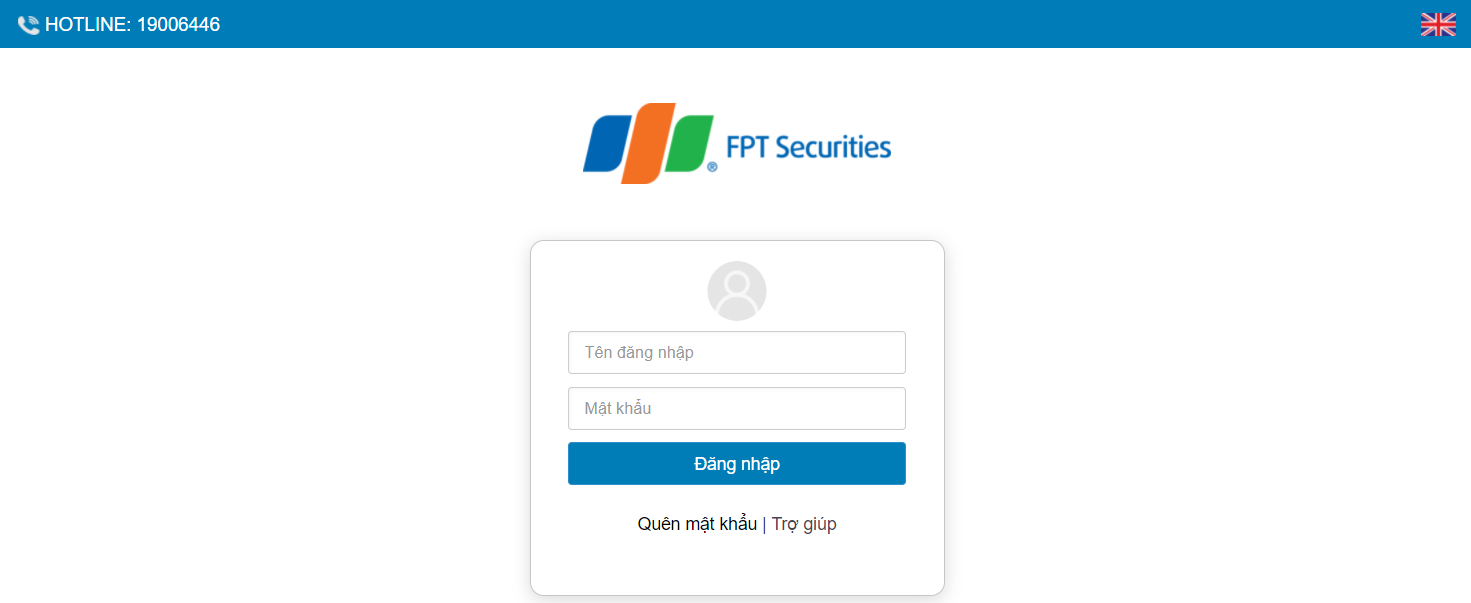 HOTLINE: 19006446
FPT Securities
Tên đăng nhập
Mật khẩu
Đăng nhập
Quên mật khẩu | Trợ giúp